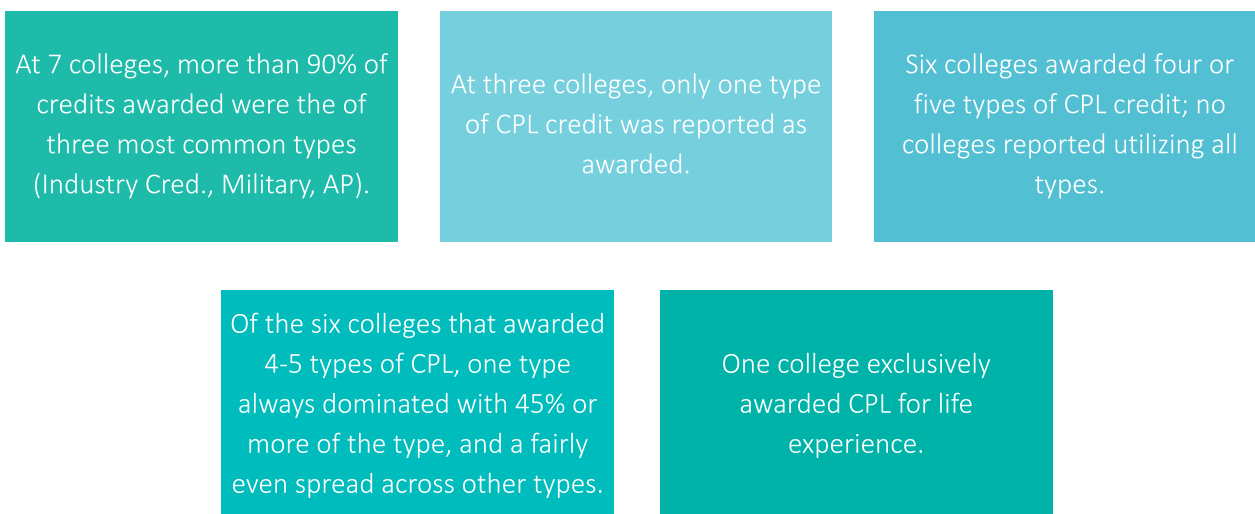 At 7 colleges, more than 90% of
credits awarded were the of
three most common types
(Industry Cred., Military, AP).
At three colleges, only one type
of CPL credit was reported as
awarded.
Six colleges awarded four or
five types of CPL credit; no
colleges reported utilizing all
types.
Of the six colleges that awarded
4-5 types of CPL, one type
always dominated with 45% or
more of the type, and a fairly
even spread across other types.
One college exclusively
awarded CPL for life
experience.